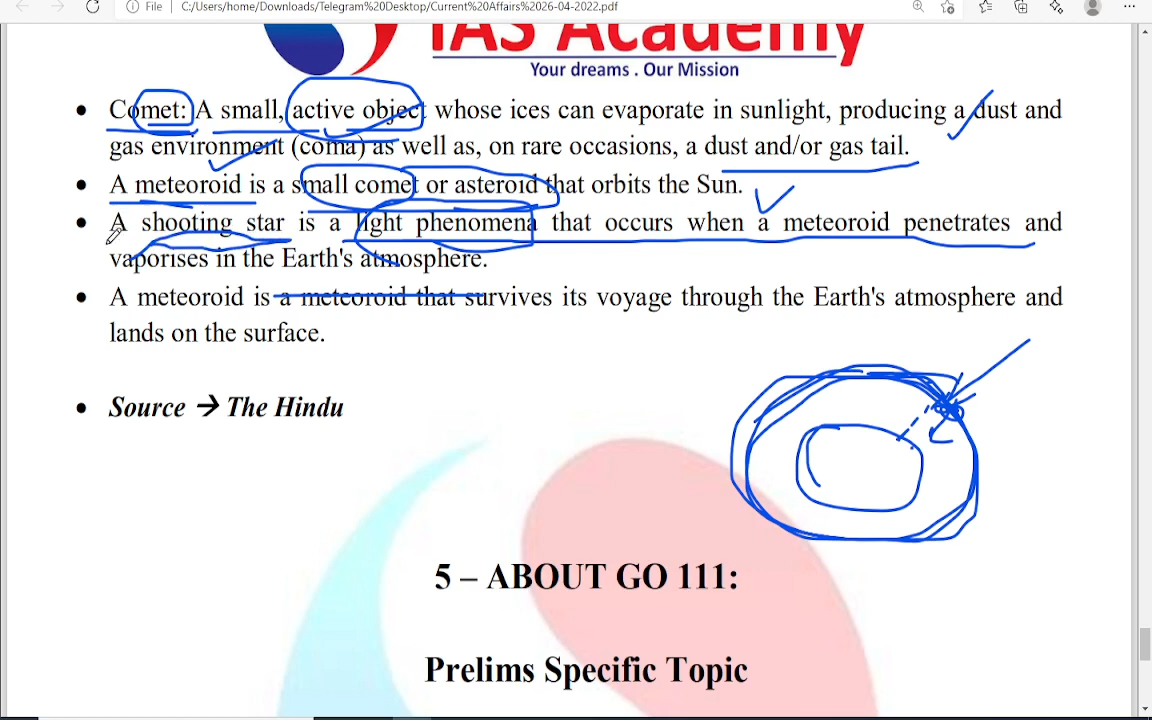 File
C:/Users/home/Downloads/Telegram%20Desktop/Current%20Affairs%2026-04-2022.pdf
IAS Academy
Your dreams . Our Mission
• Comet: A small, active object whose ices can evaporate in sunlight, producing a dust and
gas environment (coma) as well as, on rare occasions, a dust and/or gas tail.
• A meteoroid is a small comet or asteroid that orbits the Sun.
• A shooting star is a light phenomena that occurs when a meteoroid penetrates and
vaporises in the Earth's atmosphere.
• A meteoroid is a meteoroid that survives its voyage through the Earth's atmosphere and
lands on the surface.
• Source → The Hindu
5 – ABOUT GO 111:
Prelims Specific Topic